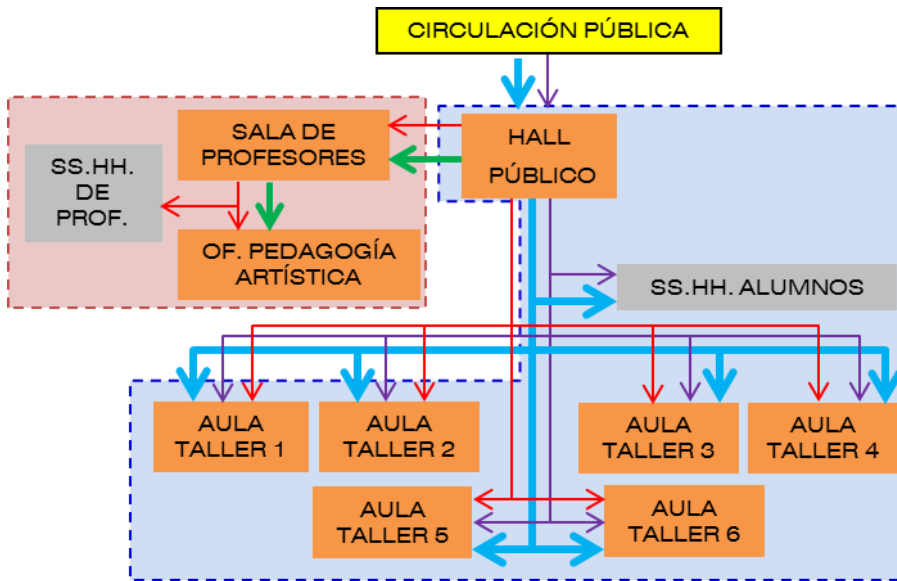 CIRCULACIÓN PÚBLICA
HALL
PÚBLICO
SALA DE
PROFESORES
SS.HH.
DE
PROF.
OF. PEDAGOGÍA
ARTÍSTICA
SS.HH. ALUMNOS
AULA
TALLER 1
AULA
TALLER 2
AULA
TALLER 3
AULA
TALLER 4
AULA
TALLER 5
AULA
TALLER 6